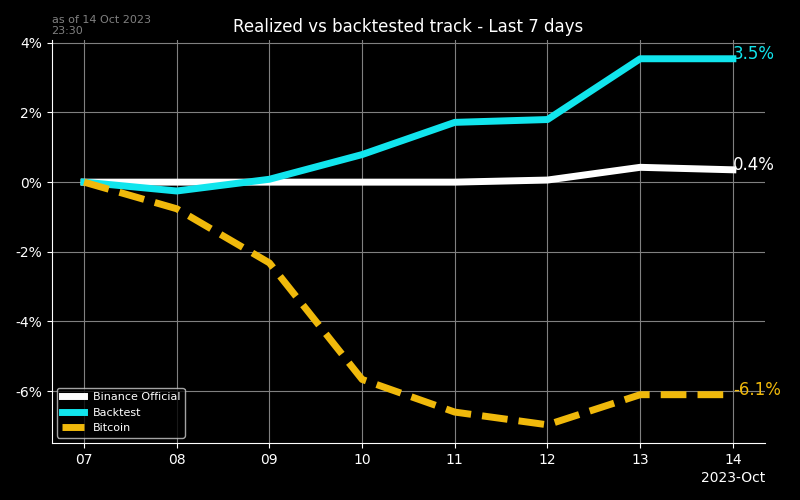 as of 14 Oct 2023
23:30
Realized vs backtested track - Last 7 days
4%
2%
0%
-2%
-4%
-6%
3.5%
0.4%
-6.1%
Binance Official
Backtest
Bitcoin
07 08 09 10 11 12 13 14
2023-Oct